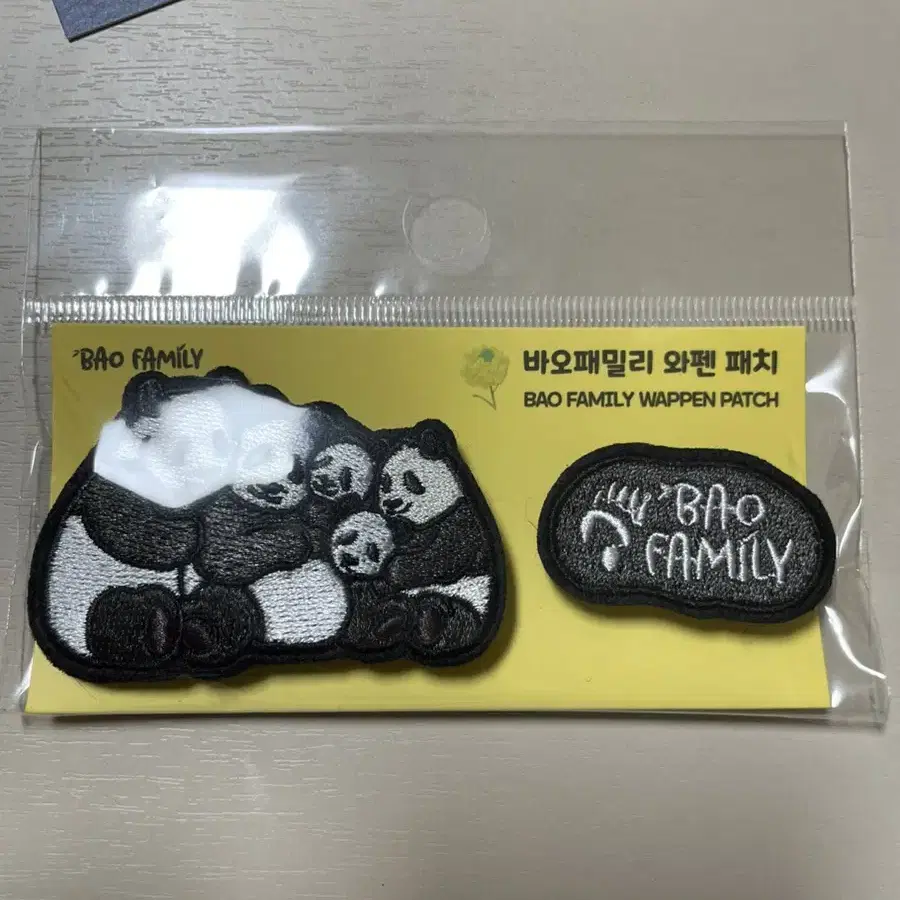 BAO FAMILY
바오패밀리 와펜 패치
BAO FAMILY WAPPEN PATCH
BAO
FAMILY